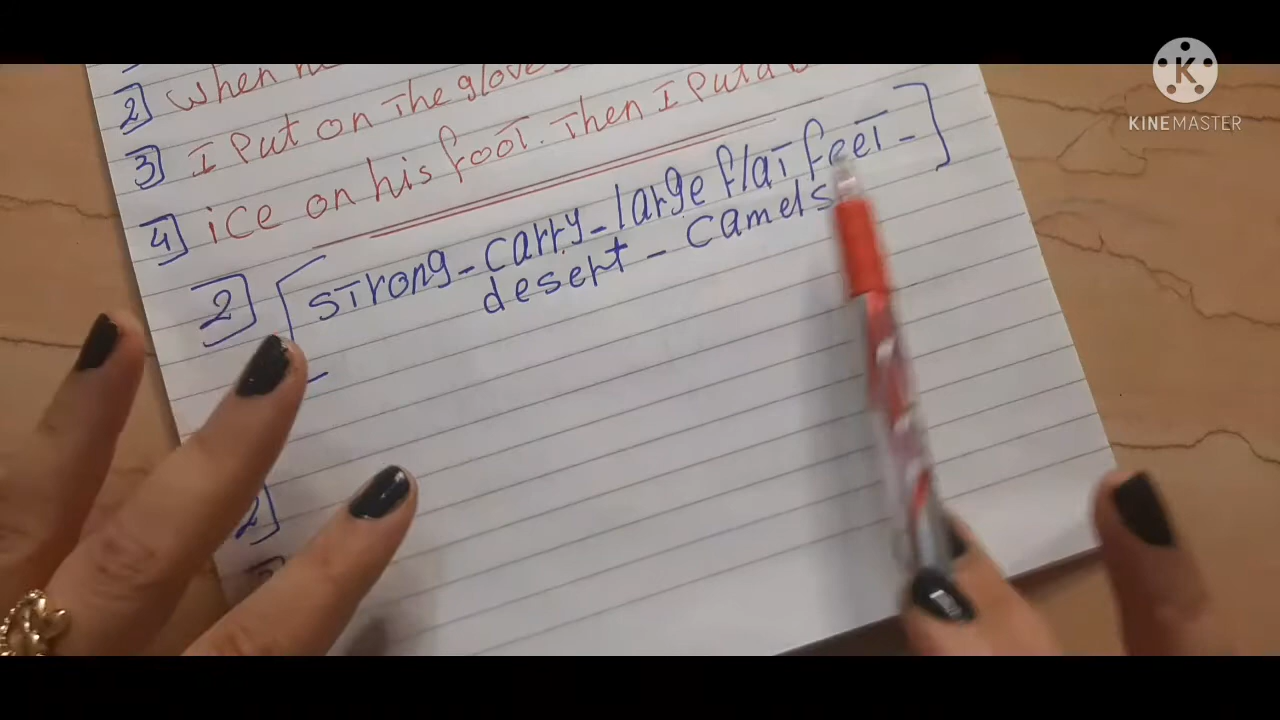 2] When
3] I Put on The glove
4] ice on his foot. Then I Put a
2] [strong - carry - large flat feet -]
desert - camels
2]
K
KINEMASTER